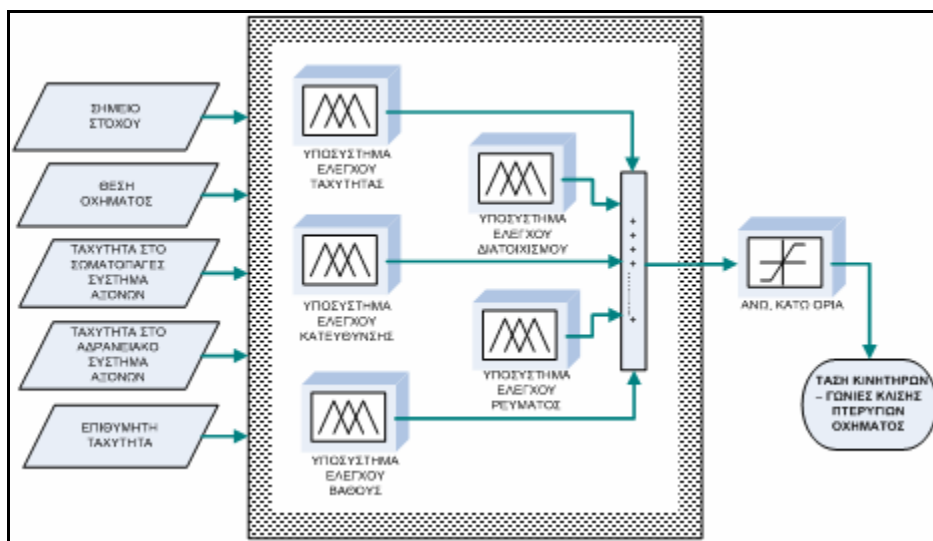 ΣΗΜΕΙΟ
ΣΤΟΧΟΥ
ΘΕΣΗ
ΟΧΗΜΑΤΟΣ
ΤΑΧΥΤΗΤΑ ΣΤΟ
ΣΩΜΑΤΟΠΑΓΕΣ
ΣΥΣΤΗΜΑ
ΑΞΟΝΩΝ
ΤΑΧΥΤΗΤΑ ΣΤΟ
ΑΔΡΑΝΕΙΑΚΟ
ΣΥΣΤΗΜΑ
ΑΞΟΝΩΝ
ΕΠΙΘΥΜΗΤΗ
ΤΑΧΥΤΗΤΑ
ΥΠΟΣΥΣΤΗΜΑ
ΕΛΕΓΧΟΥ
ΤΑΧΥΤΗΤΑΣ
ΥΠΟΣΥΣΤΗΜΑ
ΕΛΕΓΧΟΥ
ΔΙΑΤΟΙΧΙΣΜΟΥ
ΥΠΟΣΥΣΤΗΜΑ
ΕΛΕΓΧΟΥ
ΚΑΤΕΥΘΥΝΣΗΣ
ΥΠΟΣΥΣΤΗΜΑ
ΕΛΕΓΧΟΥ
ΡΕΥΜΑΤΟΣ
ΥΠΟΣΥΣΤΗΜΑ
ΕΛΕΓΧΟΥ
ΒΑΘΟΥΣ
+
+
+
+
+
ΑΝΩ, ΚΑΤΩ ΟΡΙΑ
ΤΑΣΗ ΚΙΝΗΤΗΡΩΝ
– ΓΩΝΙΕΣ ΚΛΙΣΗΣ
ΠΤΕΡΥΓΙΩΝ
ΟΧΗΜΑΤΟΣ